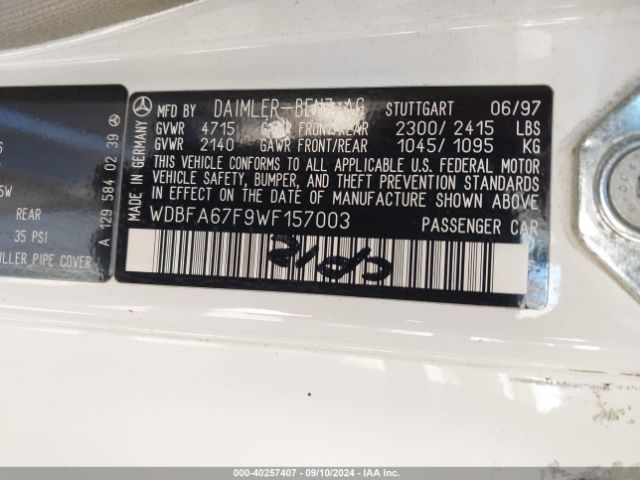 MFD BY DAIMLER-BENZ AG STUTTGART 06/97
GVWR 4715 GAWR FRONT/REAR 2300/2415 LBS
GVWR 2140 GAWR FRONT/REAR 1045/1095 KG
THIS VEHICLE CONFORMS TO ALL APPLICABLE U.S. FEDERAL MOTOR
VEHICLE SAFETY, BUMPER, AND THEFT PREVENTION STANDARDS
IN EFFECT ON THE DATE OF MANUFACTURE SHOWN ABOVE.
WDBFA67F9WF157003 PASSENGER CAR
MADE IN GERMANY
A 129 584 02 39
REAR
35 PSI
PIPE COVER
000-40257407 - 09/10/2024 - IAA Inc.